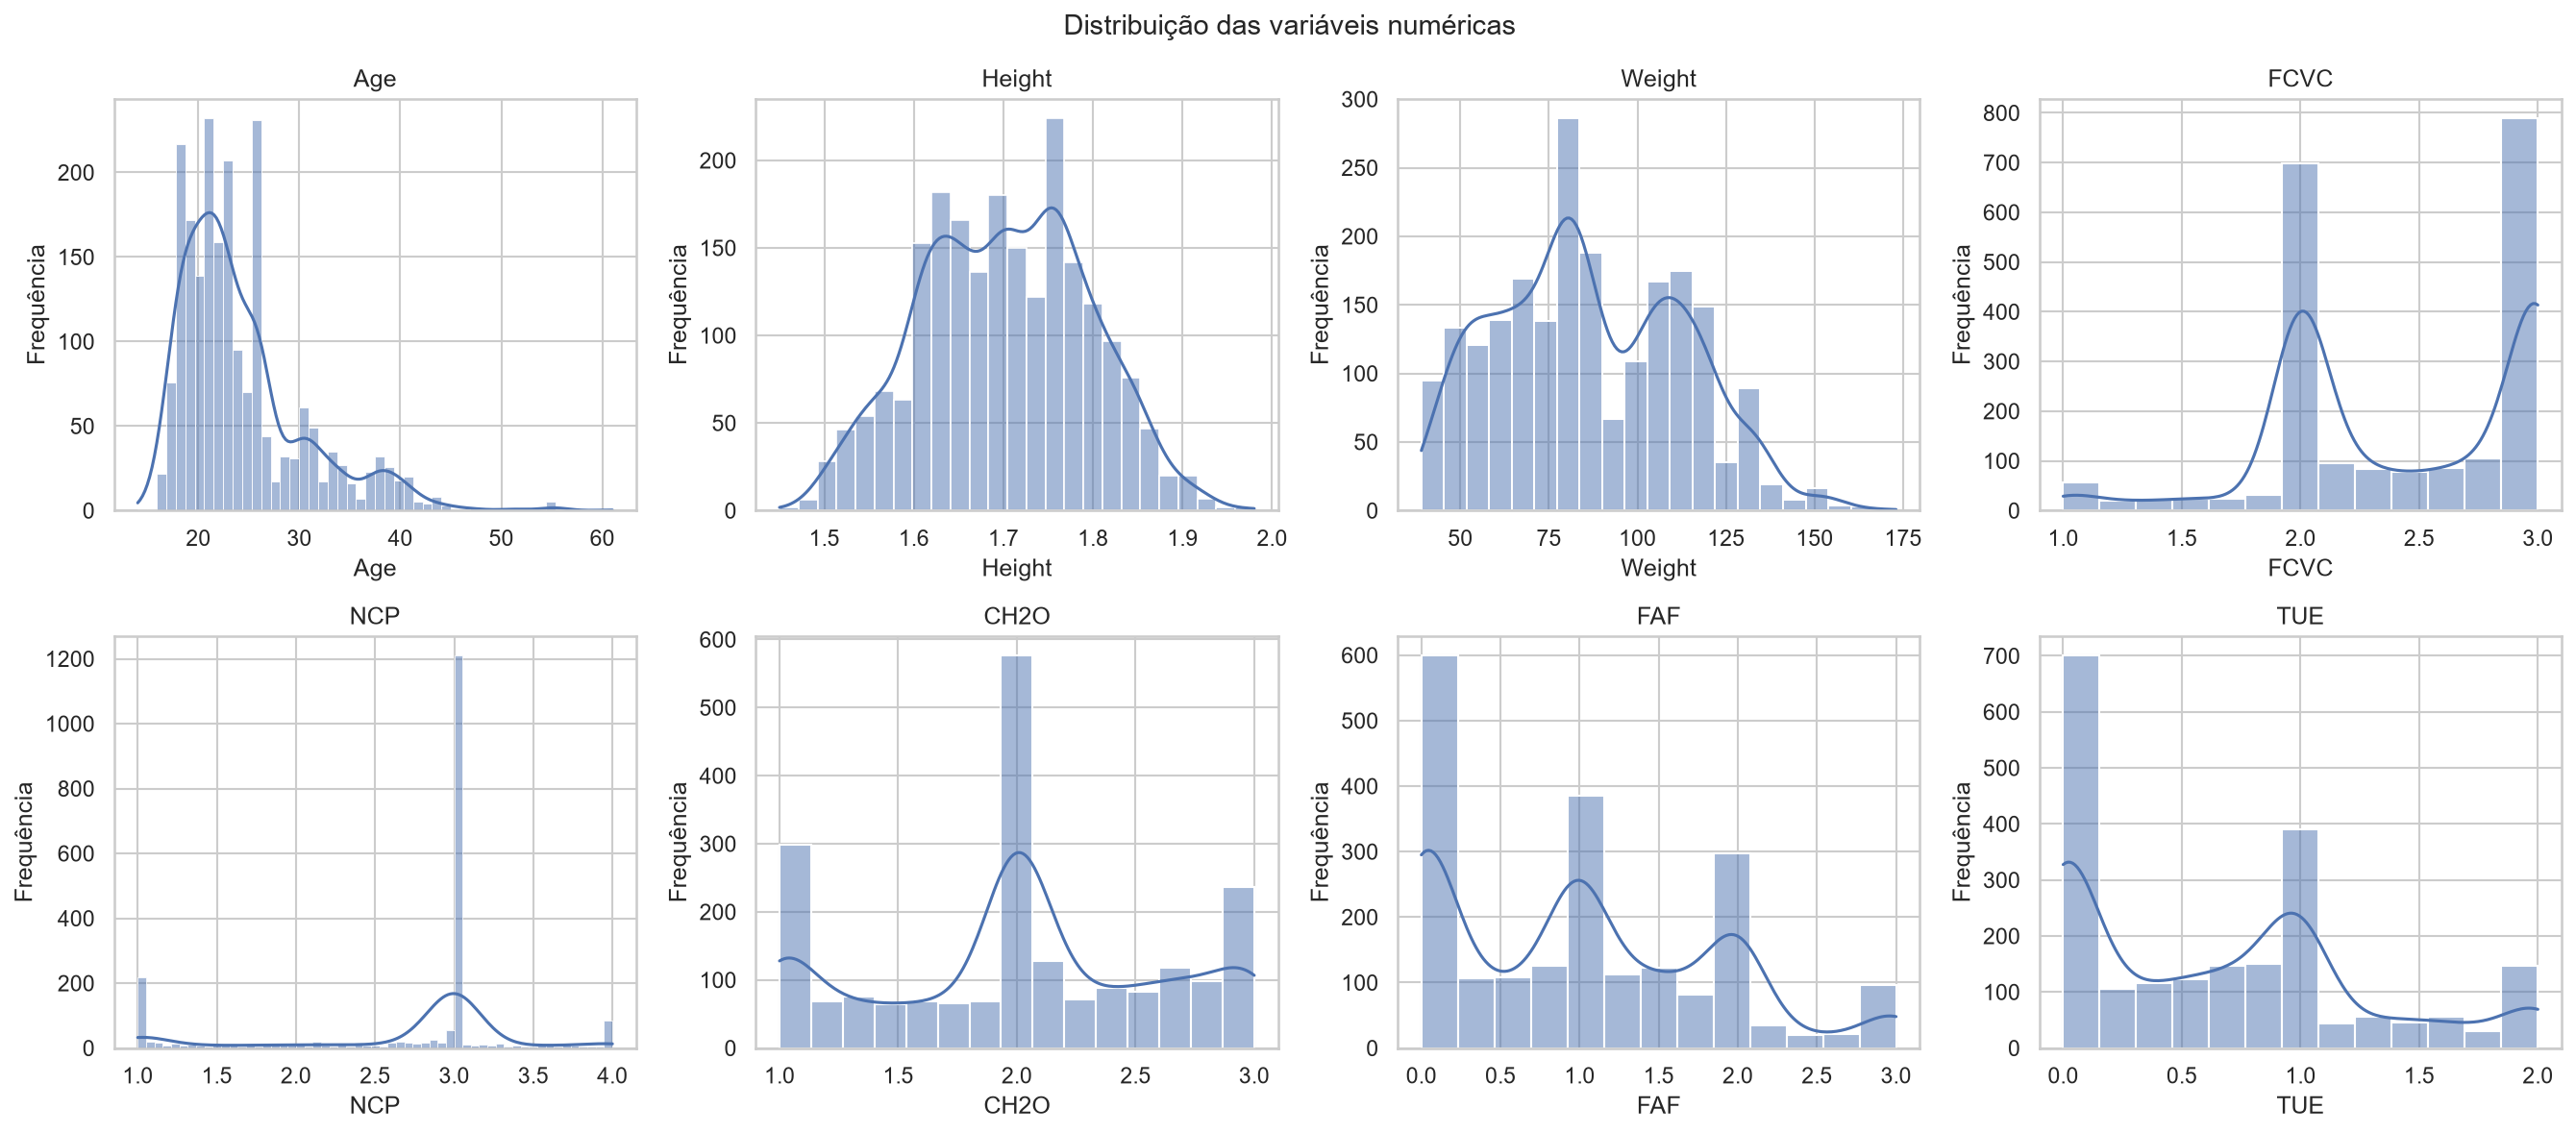 Distribuição das variáveis numéricas
Age
Height
Weight
FCVC
Frequência
200
150
100
50
0
20 30 40 50 60
Age
Frequência
200
150
100
50
0
1.5 1.6 1.7 1.8 1.9 2.0
Height
Frequência
300
250
200
150
100
50
0
50 75 100 125 150 175
Weight
Frequência
800
700
600
500
400
300
200
100
0
1.0 1.5 2.0 2.5 3.0
FCVC
NCP
CH2O
FAF
TUE
Frequência
1200
1000
800
600
400
200
0
1.0 1.5 2.0 2.5 3.0 3.5 4.0
NCP
Frequência
600
500
400
300
200
100
0
1.0 1.5 2.0 2.5 3.0
CH2O
Frequência
600
500
400
300
200
100
0
0.0 0.5 1.0 1.5 2.0 2.5 3.0
FAF
Frequência
700
600
500
400
300
200
100
0
0.0 0.5 1.0 1.5 2.0
TUE